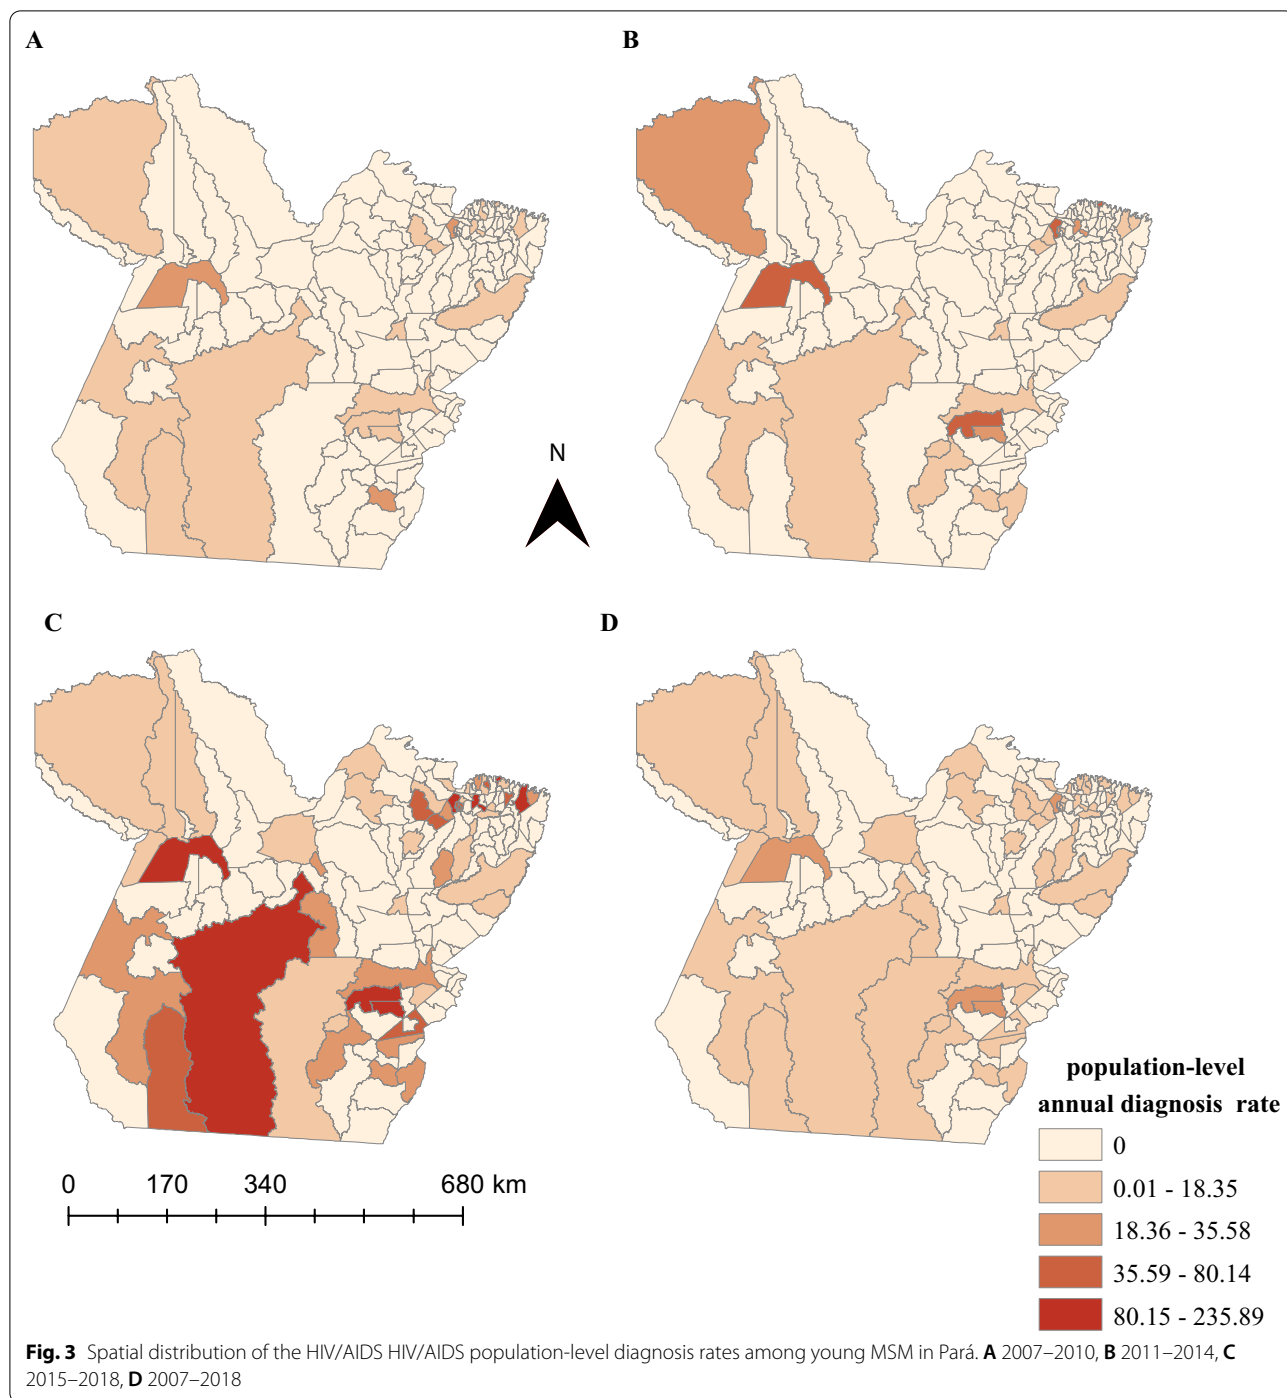 A
B
N
C
D
0 170 340 680 km
population-level
annual diagnosis rate
0
0.01 - 18.35
18.36 - 35.58
35.59 - 80.14
80.15 - 235.89
Fig. 3 Spatial distribution of the HIV/AIDS HIV/AIDS population-level diagnosis rates among young MSM in Pará. A 2007–2010, B 2011–2014, C
2015–2018, D 2007–2018